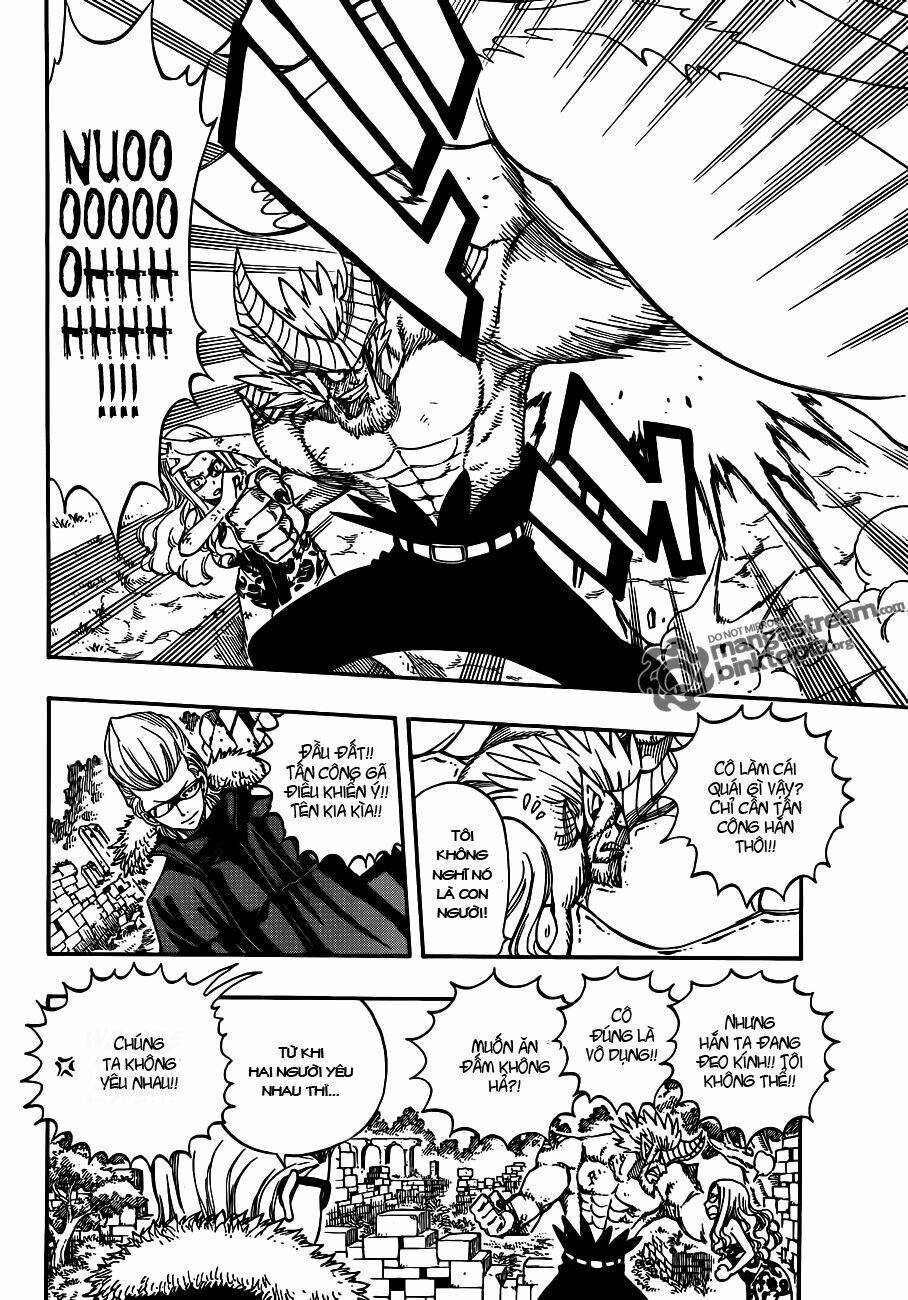 NUOO
OOOOOO
OHHH
HHHH
!!!!
DO NOT MIRROR
mangastream.com
binktopia.org
CÔ LÀM CÁI
QUÁI GÌ VẬY?
CHỈ CẦN TẤN
CÔNG HẮN
THÔI!
TÔI
KHÔNG
NGHĨ NÓ
LÀ CON
NGƯỜI!
ĐẦU ĐẤT!!
TẤN CÔNG GÃ
ĐIỀU KHIỂN Ý!!
TÊN KIA KÌA!!
NHƯNG
HẮN TA ĐANG
ĐEO KÍNH!! TÔI
KHÔNG THỂ!!
CÔ
ĐÚNG LÀ
VÔ DỤNG!!
MUỐN ĂN
ĐẤM KHÔNG
HẢ?!
TỪ KHI
HAI NGƯỜI YÊU
NHAU THÌ...
CHÚNG
TA KHÔNG
YÊU NHAU!!